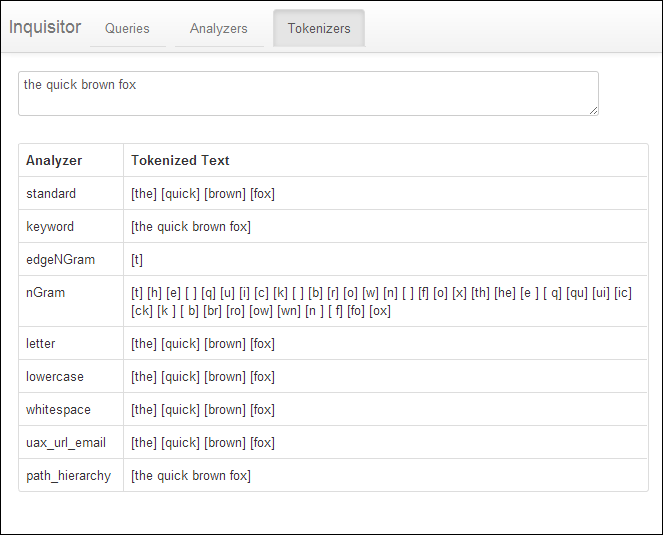 Inquisitor Queries Analyzers Tokenizers
the quick brown fox
Analyzer Tokenized Text
standard [the] [quick] [brown] [fox]
keyword [the quick brown fox]
edgeNGram [t]
nGram [t] [h] [e] [ ] [q] [u] [i] [c] [k] [ ] [b] [r] [o] [w] [n] [ ] [f] [o] [x] [th] [he] [e ] [ q] [qu] [ui] [ic]
[ck] [k ] [ b] [br] [ro] [ow] [wn] [n ] [ f] [fo] [ox]
letter [the] [quick] [brown] [fox]
lowercase [the] [quick] [brown] [fox]
whitespace [the] [quick] [brown] [fox]
uax_url_email [the] [quick] [brown] [fox]
path_hierarchy [the quick brown fox]